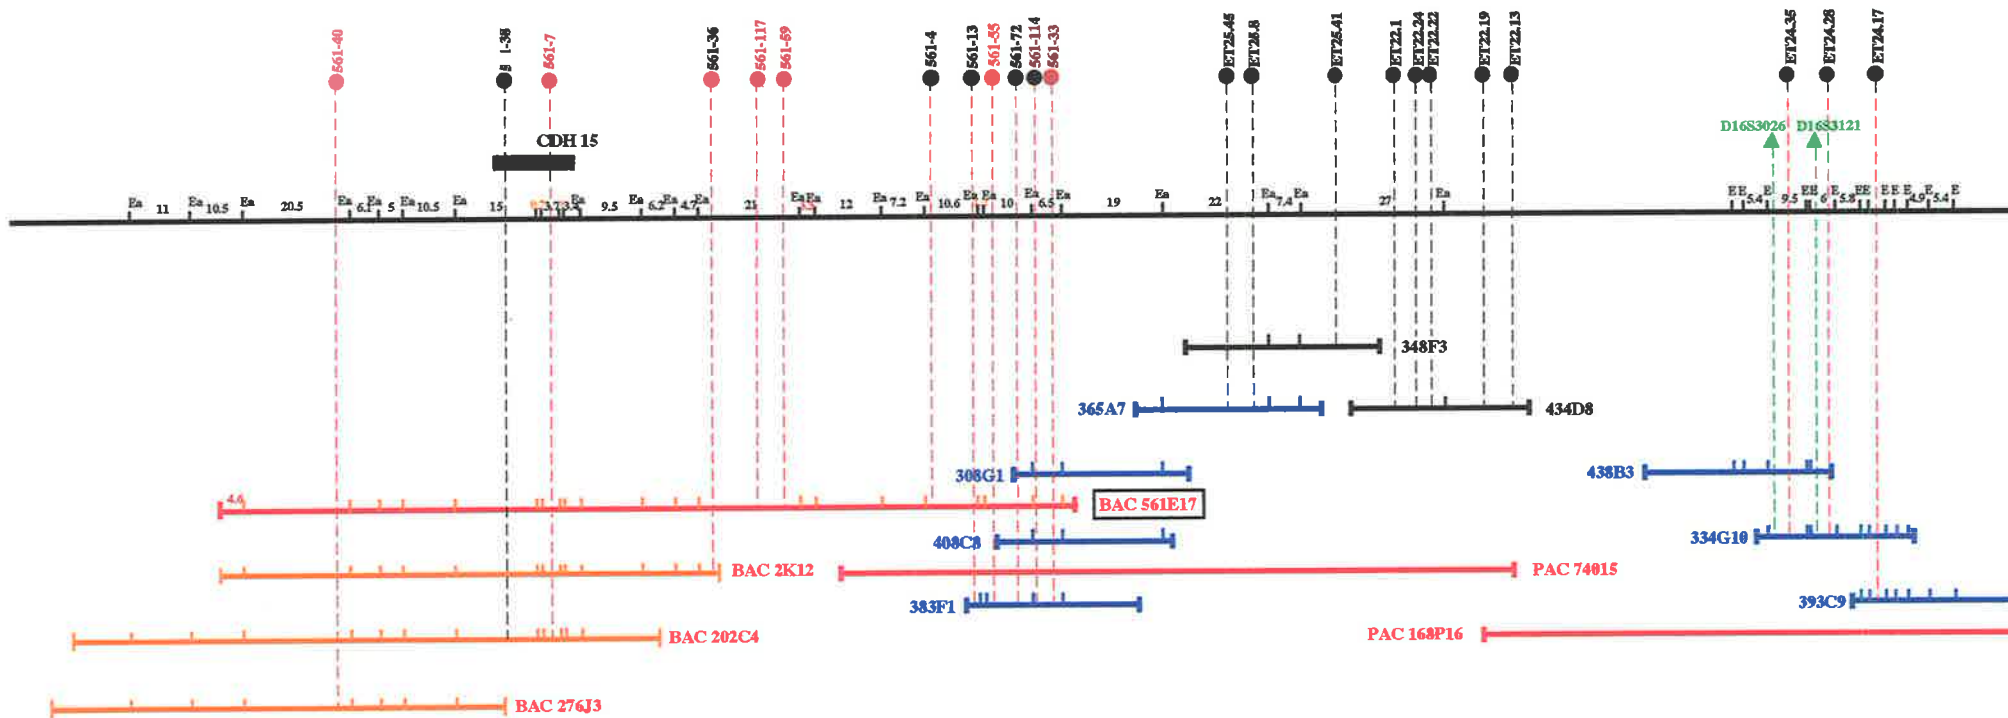 561-40
561-7
561-36
561-117
561-59
561-4
561-13
561-55
561-72
561-114
561-33
ET25.45
ET25.8
ET25.41
ET22.1
ET22.24
ET22.22
ET22.19
ET22.13
ET24.35
ET24.28
ET24.17
D16S3026 D16S3121
CDH 15
Ea 11 Ea 10.5 Ea 20.5 Ea 6.1 Ea 5 Ea 10.5 Ea 15 3.7 Ea 9.5 Ea 6.2 Ea 4.7 Ea 21 Ea Ea 12 Ea 7.2 Ea 10.6 Ea Ea 10 Ea 6.5 Ea 19 Ea 22 Ea 7.4 Ea 27 Ea E E 5.4 E 9.5 E E 6 E 5.8 E E E E E 4.9 5.4 E
348F3
365A7
434D8
308G1
438B3
4.6
BAC 561E17
408C8
334G10
BAC 2K12
PAC 74015
383F1
393C9
BAC 202C4
PAC 168P16
BAC 276J3